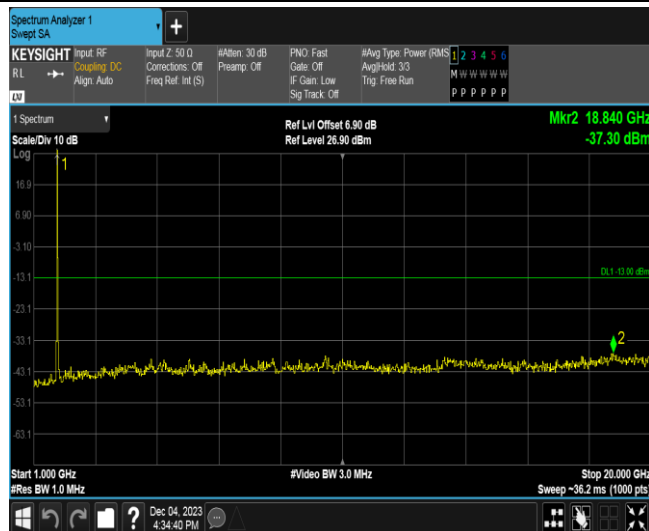 Spectrum Analyzer 1
Swept SA
+
KEYSIGHT
RL
LXI
Input: RF
Coupling: DC
Align: Auto
Input Z: 50 Ω
Corrections: Off
Freq Ref: Int (S)
#Atten: 30 dB
Preamp: Off
PNO: Fast
Gate: Off
IF Gain: Low
Sig Track: Off
#Avg Type: Power (RMS
Avg|Hold: 3/3
Trig: Free Run
1 2 3 4 5 6
M W W W W W
P P P P P P
1 Spectrum
Scale/Div 10 dB
Log
Ref Lvl Offset 6.90 dB
Ref Level 26.90 dBm
Mkr2 18.840 GHz
-37.30 dBm
1
16.9
6.90
-3.10
-13.1
DL1 -13.00 dBm
-23.1
-33.1
2
-43.1
-53.1
-63.1
Start 1.000 GHz
#Video BW 3.0 MHz
Stop 20.000 GHz
#Res BW 1.0 MHz
Sweep ~36.2 ms (1000 pts)
?
Dec 04, 2023
4:34:40 PM